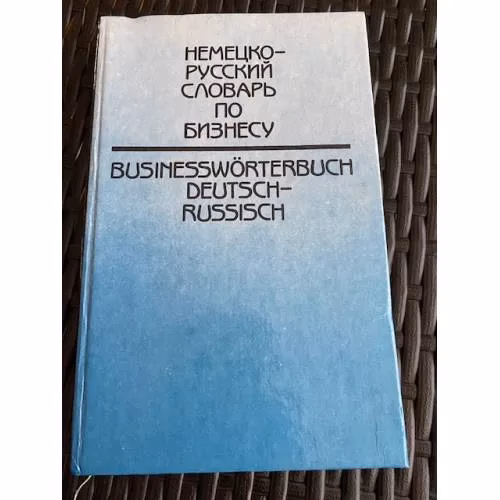 НЕМЕЦКО-
РУССКИЙ
СЛОВАРЬ
ПО
БИЗНЕСУ
BUSINESSWÖRTERBUCH
DEUTSCH-
RUSSISCH